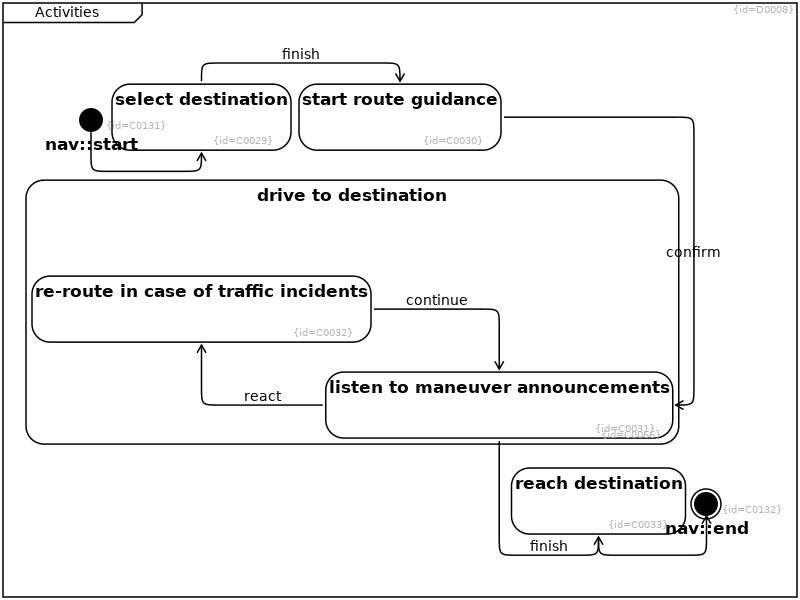 Activities
{id=D0008}
finish
select destination
start route guidance
{id=C0131}
{id=C0029}
{id=C0030}
nav::start
drive to destination
confirm
re-route in case of traffic incidents
continue
{id=C0032}
listen to maneuver announcements
react
{id=C0031}
{id=C0066}
reach destination
{id=C0132}
{id=C0033}
nav::end
finish